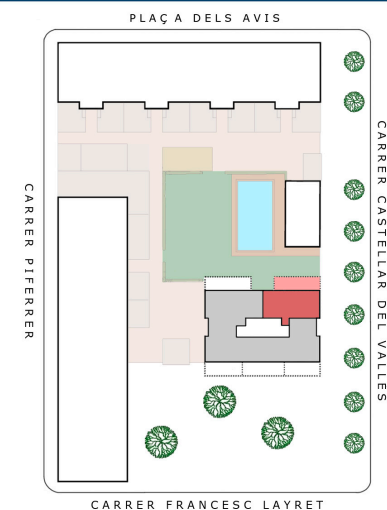 PLAÇA DELS AVIS
CARRER CASTELLAR DEL VALLES
CARRER PIFERRER
CARRER FRANCESC LAYRET